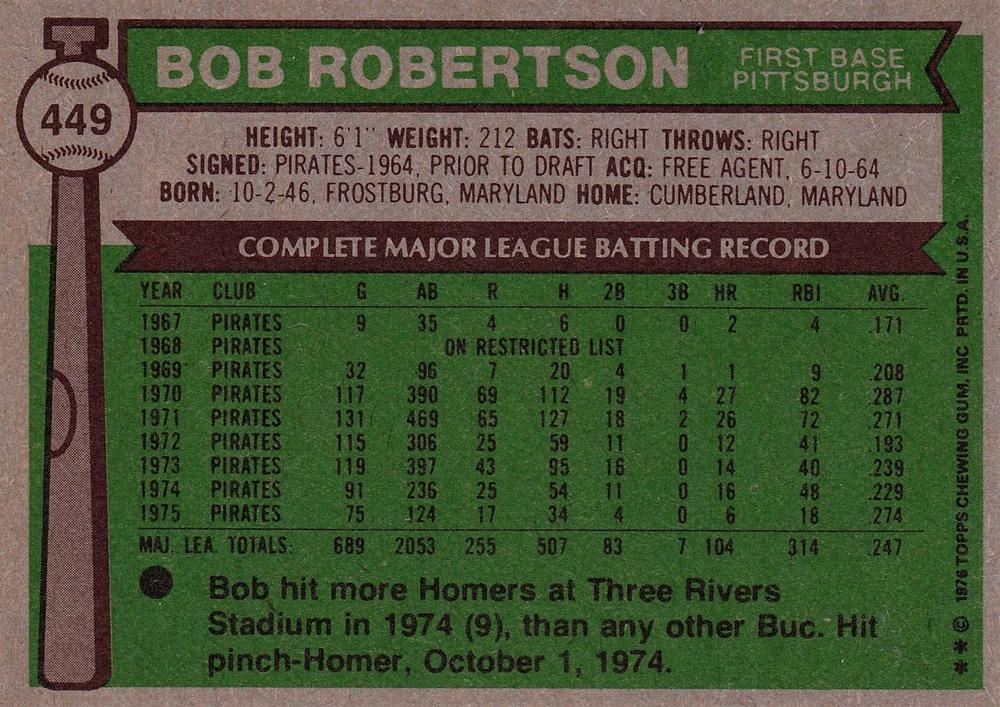 449
BOB ROBERTSON
FIRST BASE
PITTSBURGH
HEIGHT: 6'1" WEIGHT: 212 BATS: RIGHT THROWS: RIGHT
SIGNED: PIRATES-1964, PRIOR TO DRAFT ACQ: FREE AGENT, 6-10-64
BORN: 10-2-46, FROSTBURG, MARYLAND HOME: CUMBERLAND, MARYLAND
COMPLETE MAJOR LEAGUE BATTING RECORD
YEAR CLUB G AB R H 2B 3B HR RBI AVG.
1967 PIRATES 9 35 4 6 0 0 2 4 .171
1968 PIRATES ON RESTRICTED LIST
1969 PIRATES 32 96 7 20 4 1 1 9 .208
1970 PIRATES 117 390 69 112 19 4 27 82 .287
1971 PIRATES 131 469 65 127 18 2 26 72 .271
1972 PIRATES 115 306 25 59 11 0 12 41 .193
1973 PIRATES 119 397 43 95 16 0 14 40 .239
1974 PIRATES 91 236 25 54 11 0 16 48 .229
1975 PIRATES 75 124 17 34 4 0 6 18 .274
MAJ. LEA. TOTALS: 689 2053 255 507 83 7 104 314 .247
Bob hit more Homers at Three Rivers
Stadium in 1974 (9), than any other Buc. Hit
pinch-Homer, October 1, 1974.
**© 1976 TOPPS CHEWING GUM, INC PRTD. IN U.S.A.